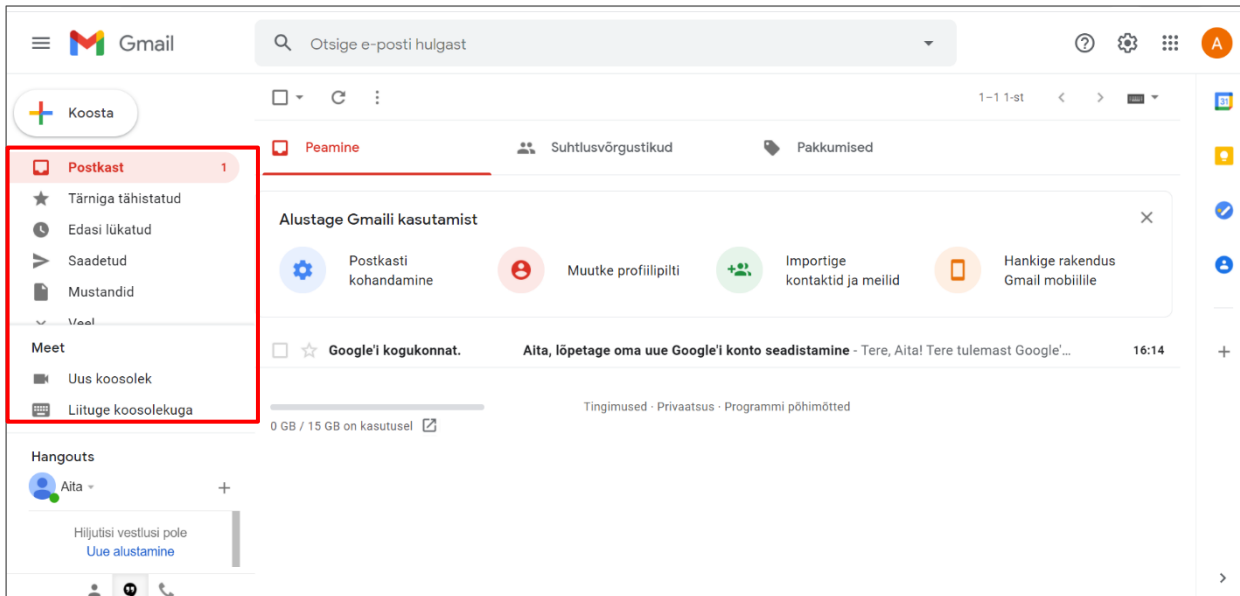 Gmail
Otsige e-posti hulgast
A
Koosta
1–1 1-st
31
Postkast 1
Tärniga tähistatud
Edasi lükatud
Saadetud
Mustandid
Veel
Meet
Uus koosolek
Liituge koosolekuga
Hangouts
Aita
Hiljutisi vestlusi pole
Uue alustamine
Peamine
Suhtlusvõrgustikud
Pakkumised
Alustage Gmaili kasutamist
Postkasti
kohandamine
Muutke profiilipilti
Importige
kontaktid ja meilid
Hankige rakendus
Gmail mobiilile
Google'i kogukonnat. Aita, lõpetage oma uue Google'i konto seadistamine - Tere, Aita! Tere tulemast Google'... 16:14
Tingimused · Privaatsus · Programmi põhimõtted
0 GB / 15 GB on kasutusel